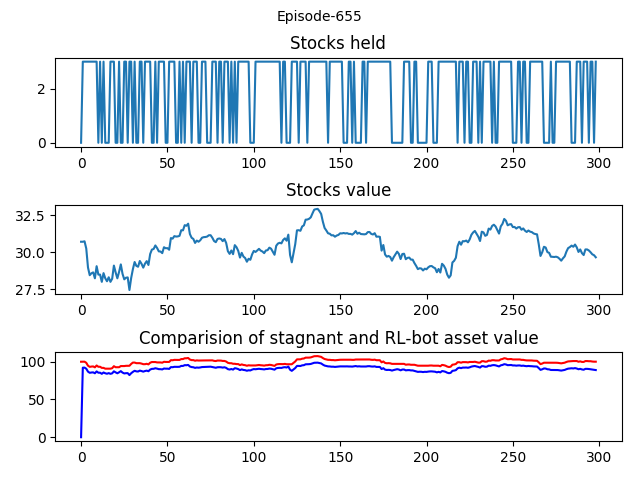 Episode-655
Stocks held
2
0
0 50 100 150 200 250 300
Stocks value
32.5
30.0
27.5
0 50 100 150 200 250 300
Comparision of stagnant and RL-bot asset value
100
50
0
0 50 100 150 200 250 300